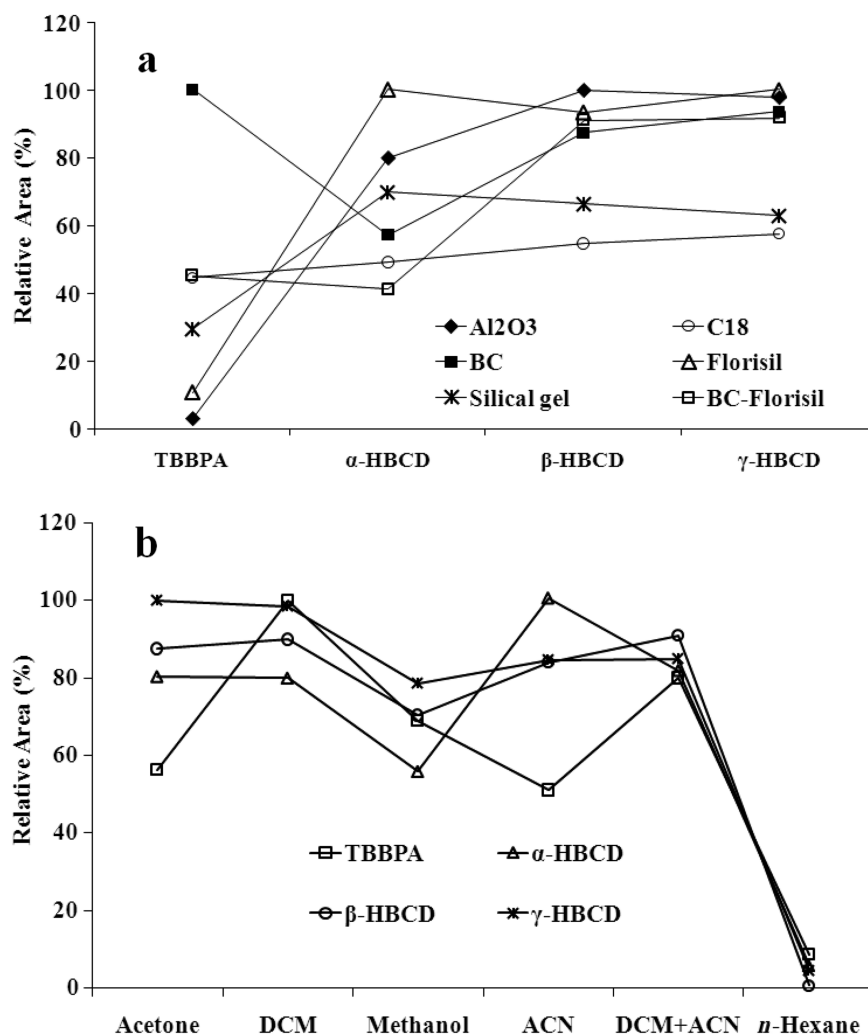 a
120
100
80
60
40
20
0
Relative Area (%)
Al2O3 C18
BC Florisil
Silical gel BC-Florisil
TBBPA α-HBCD β-HBCD γ-HBCD
b
120
100
80
60
40
20
0
Relative Area (%)
TBBPA α-HBCD
β-HBCD γ-HBCD
Acetone DCM Methanol ACN DCM+ACN n-Hexane